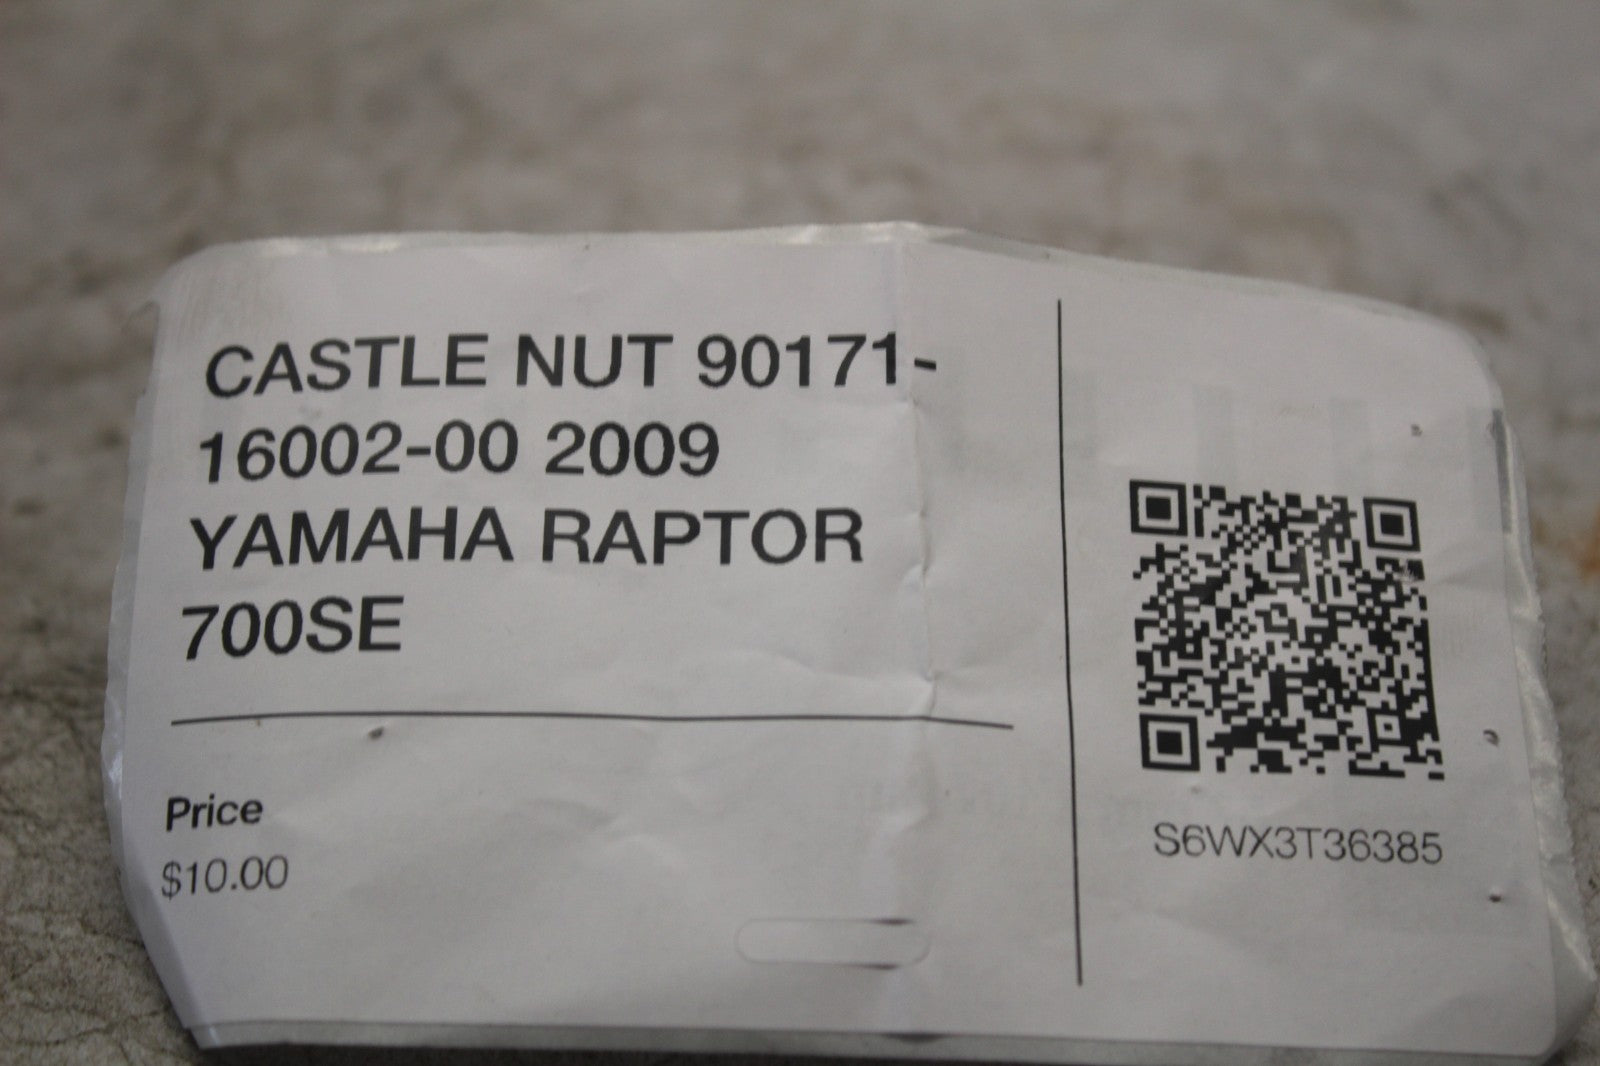 CASTLE NUT 90171-
16002-00 2009
YAMAHA RAPTOR
700SE
Price
$10.00
S6WX3T36385